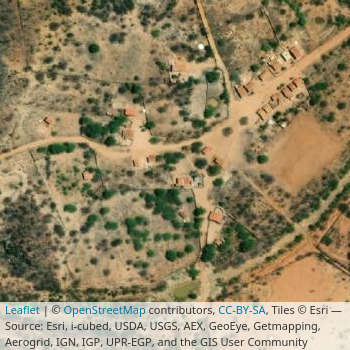 Leaflet | © OpenStreetMap contributors, CC-BY-SA, Tiles © Esri —
Source: Esri, i-cubed, USDA, USGS, AEX, GeoEye, Getmapping,
Aerogrid, IGN, IGP, UPR-EGP, and the GIS User Community